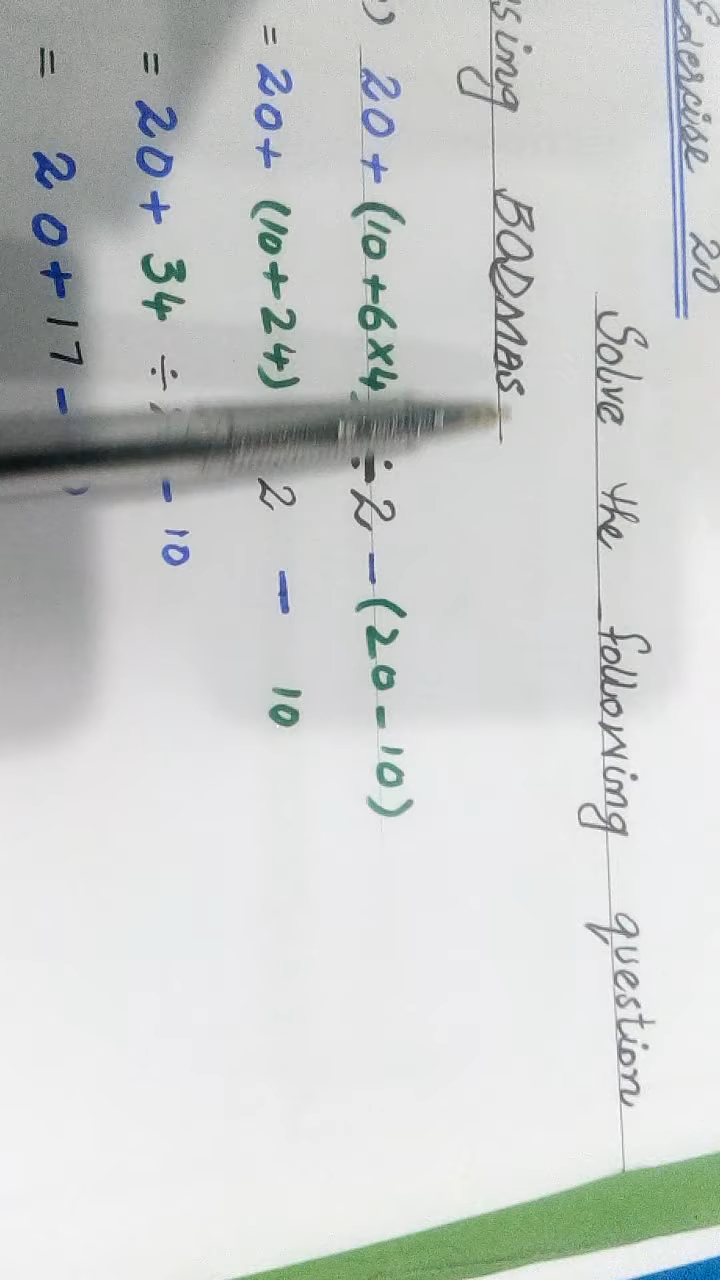 Exercise 20
Solve the following question
sing BODMAS
) 20 + (10 + 6 × 4 ÷ 2 - (20 - 10)
= 20 + (10 + 24) 2 - 10
= 20 + 34 ÷ - 10
= 20 + 17 -